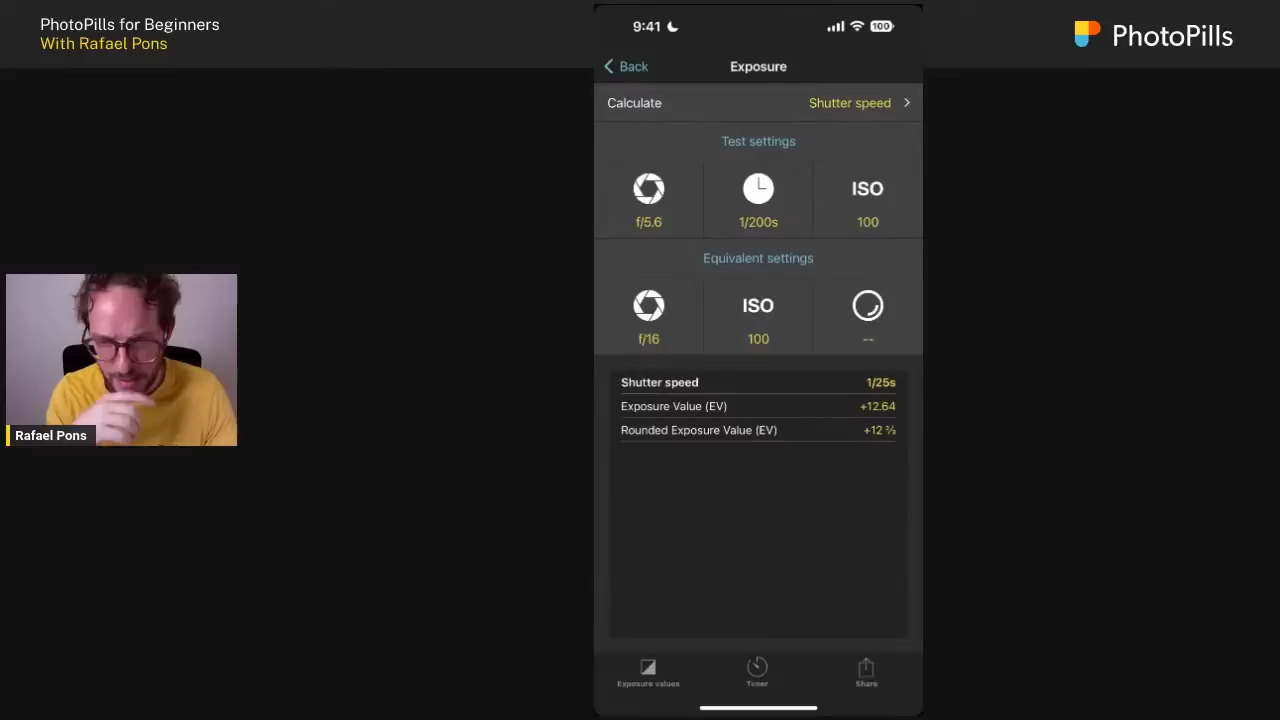 PhotoPills for Beginners
With Rafael Pons
PhotoPills
9:41
100
Back
Exposure
Calculate
Shutter speed
Test settings
ISO
f/5.6
1/200s
100
Equivalent settings
ISO
f/16
100
--
Shutter speed
1/25s
Exposure Value (EV)
+12.64
Rounded Exposure Value (EV)
+12 ⅔
Rafael Pons
Exposure values
Timer
Share